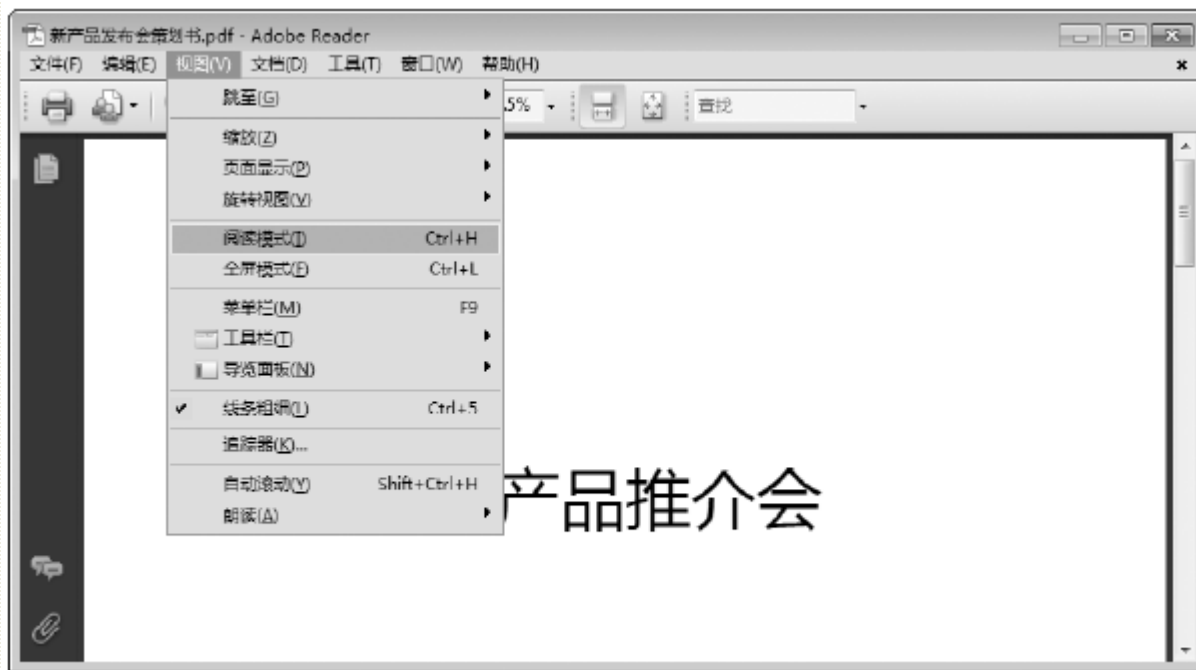 新产品发布会策划书.pdf - Adobe Reader
文件(F) 编辑(E) 视图(V) 文档(D) 工具(T) 窗口(W) 帮助(H)
.5% 查找
跳至(G)
缩放(Z)
页面显示(P)
旋转视图(V)
阅读模式(I) Ctrl+H
全屏模式(F) Ctrl+L
菜单栏(M) F9
工具栏(T)
导览面板(N)
线条粗细(L) Ctrl+5
追踪器(K)...
自动滚动(Y) Shift+Ctrl+H
朗读(A)
产品推介会